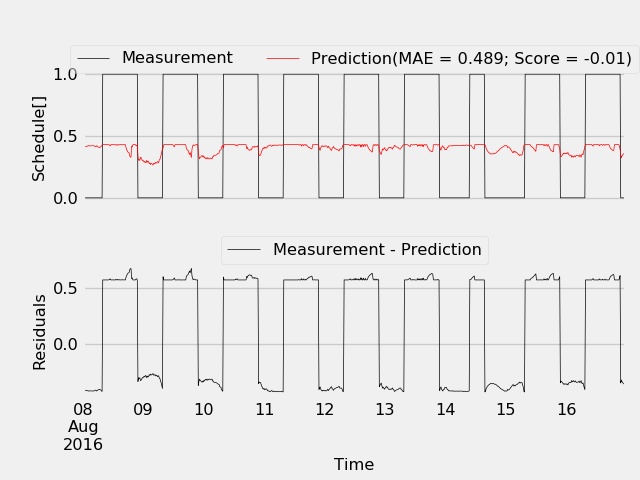 Measurement
Prediction(MAE = 0.489; Score = -0.01)
1.0
0.5
0.0
Schedule[]
Measurement - Prediction
0.5
0.0
Residuals
08 09 10 11 12 13 14 15 16
Aug
2016
Time